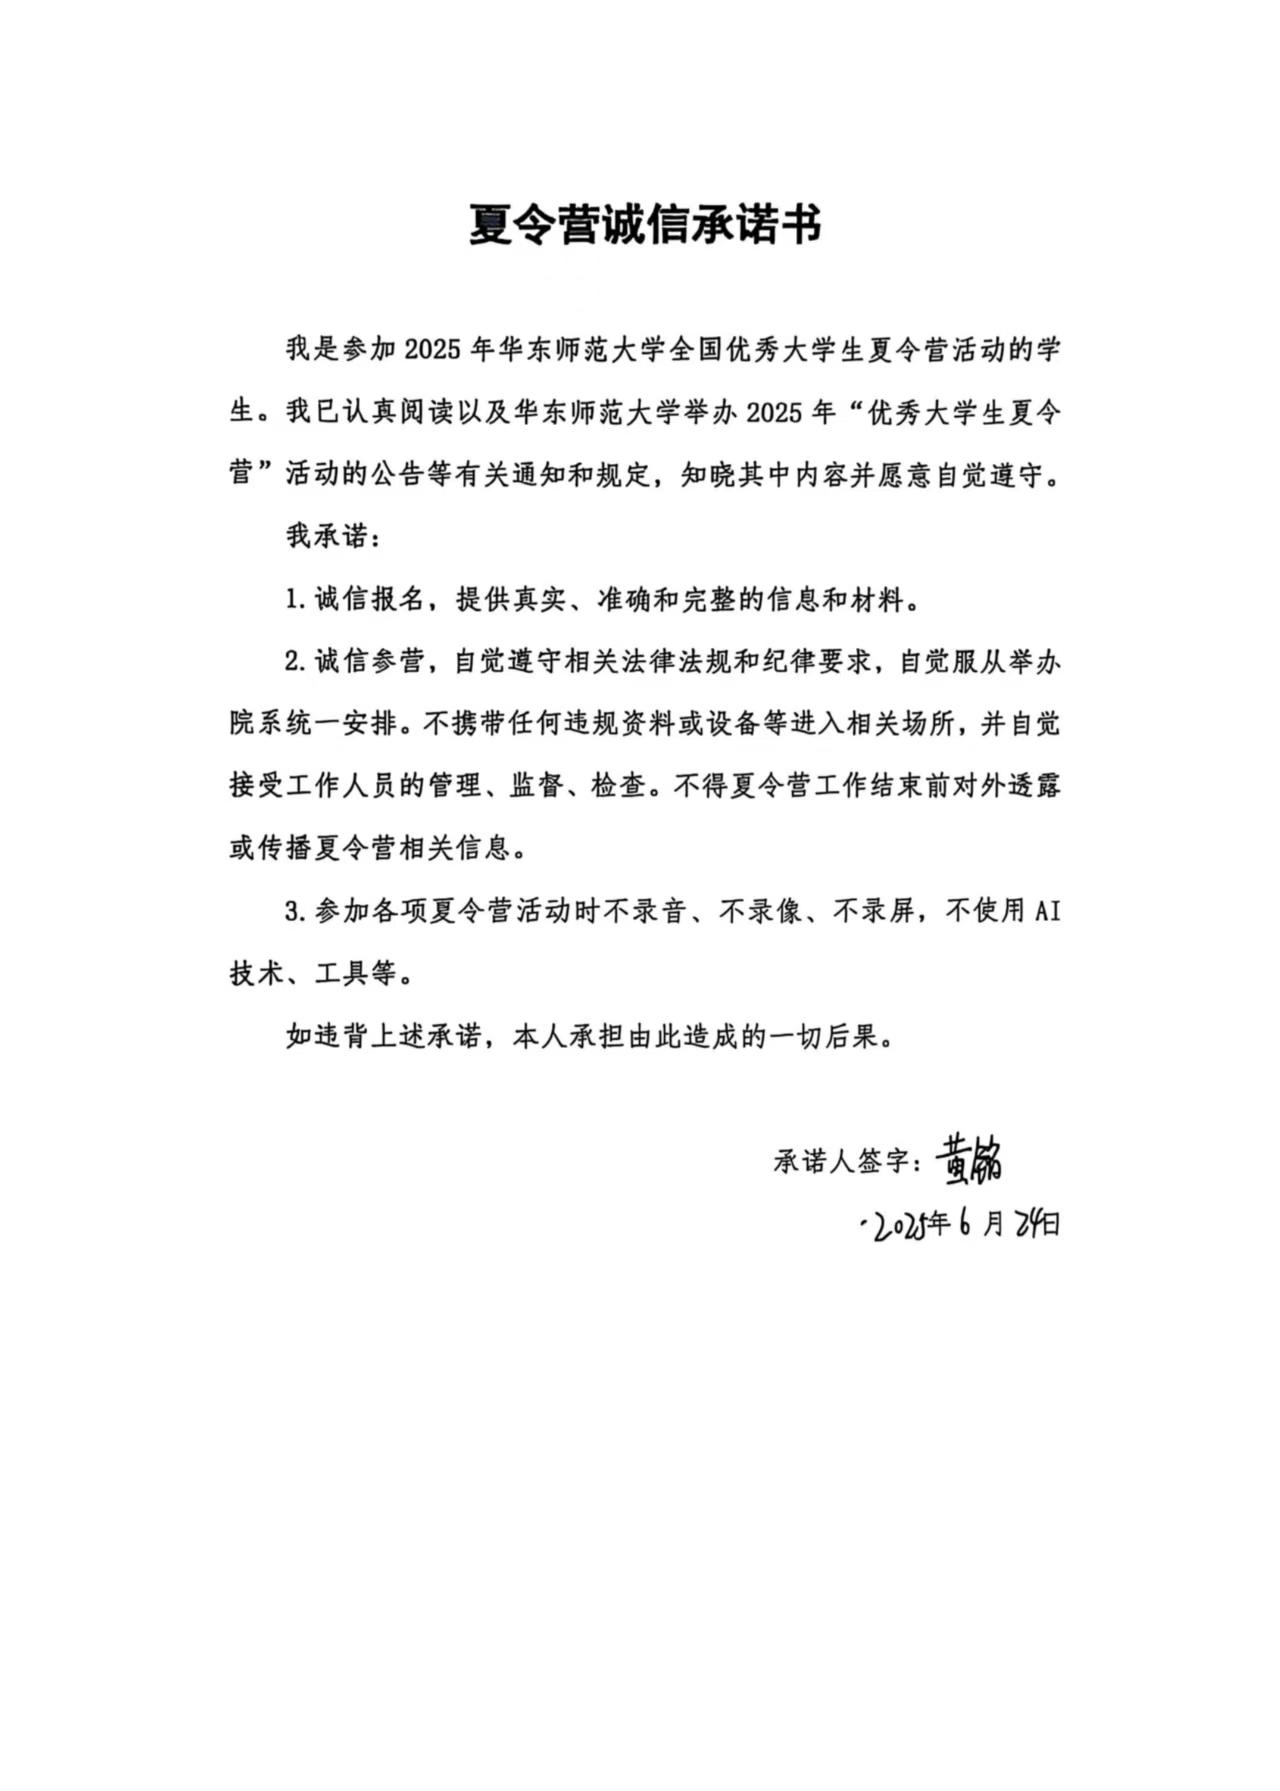 夏令营诚信承诺书
我是参加 2025 年华东师范大学全国优秀大学生夏令营活动的学
生。我已认真阅读以及华东师范大学举办 2025 年“优秀大学生夏令
营”活动的公告等有关通知和规定，知晓其中内容并愿意自觉遵守。
我承诺：
1.诚信报名，提供真实、准确和完整的信息和材料。
2.诚信参营，自觉遵守相关法律法规和纪律要求，自觉服从举办
院系统一安排。不携带任何违规资料或设备等进入相关场所，并自觉
接受工作人员的管理、监督、检查。不得夏令营工作结束前对外透露
或传播夏令营相关信息。
3.参加各项夏令营活动时不录音、不录像、不录屏，不使用 AI
技术、工具等。
如违背上述承诺，本人承担由此造成的一切后果。
承诺人签字：黄铭
2025年 6 月 24日